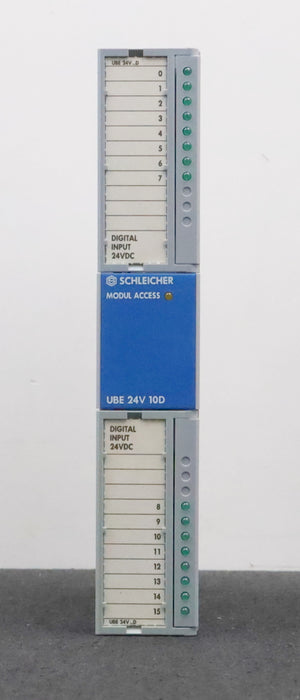 UBE 24V..D
0
1
2
3
4
5
6
7
DIGITAL
INPUT
24VDC
SCHLEICHER
MODUL ACCESS
UBE 24V 10D
DIGITAL
INPUT
24VDC
8
9
10
11
12
13
14
15
UBE 24V..D